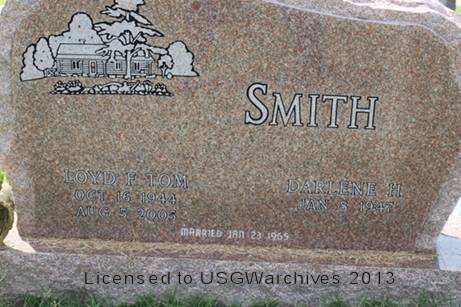 SMITH
LOYD F. TOM
OCT. 16 1944
AUG. 5 2005
DARLENE H.
JAN. 3 1947
MARRIED JAN 23 1965
Licensed to USGWarchives 2013